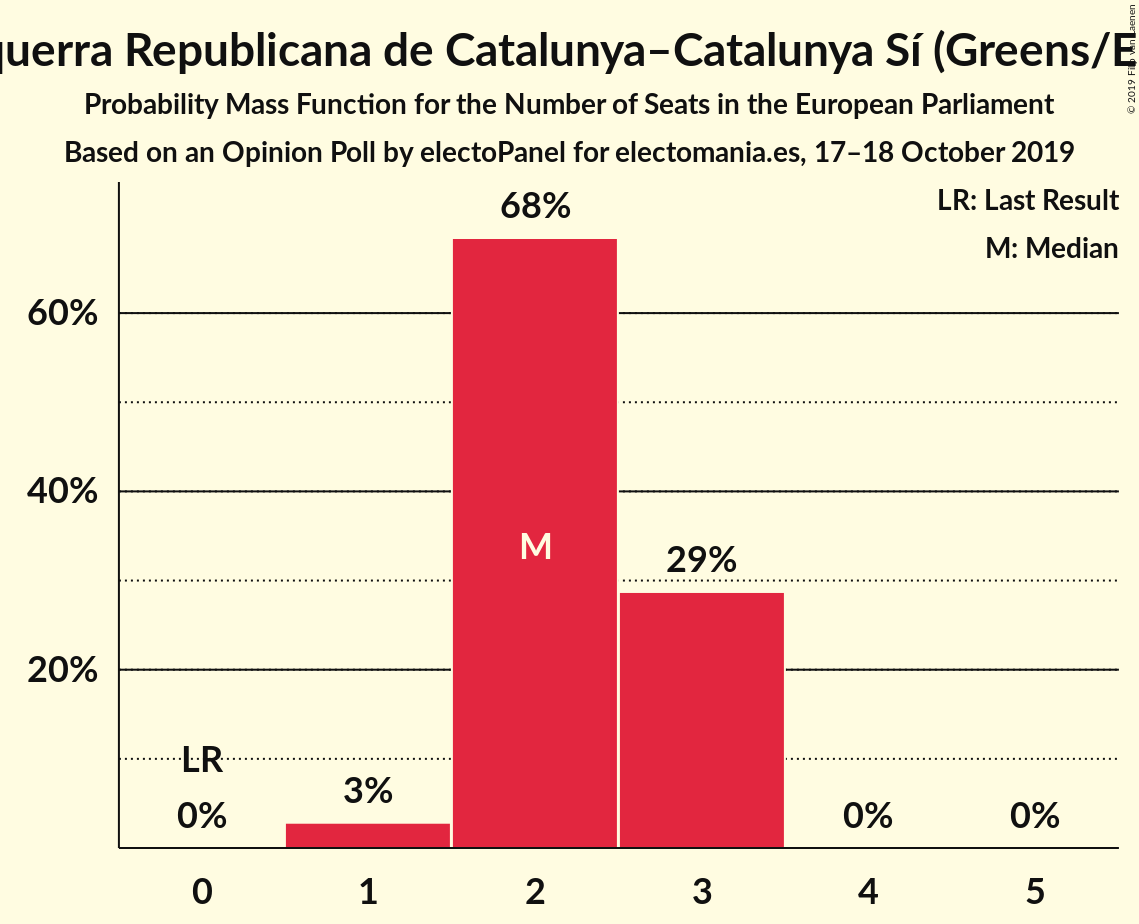 querra Republicana de Catalunya–Catalunya Sí (Greens/E
Probability Mass Function for the Number of Seats in the European Parliament
Based on an Opinion Poll by electoPanel for electomania.es, 17–18 October 2019
© 2019 Filip van Laenen
LR: Last Result
M: Median
68%
60%
40%
M
29%
20%
LR
3%
0%
0%
0%
0 1 2 3 4 5